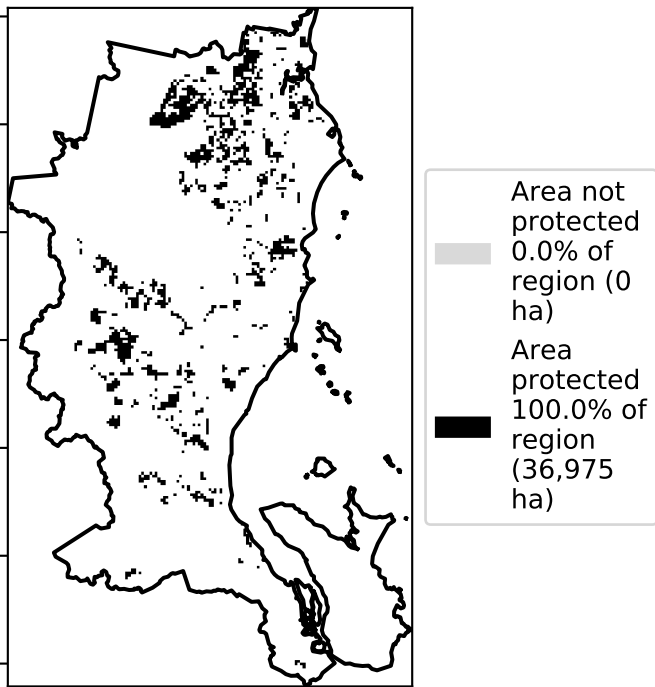 Area not
protected
0.0% of
region (0
ha)
Area
protected
100.0% of
region
(36,975
ha)